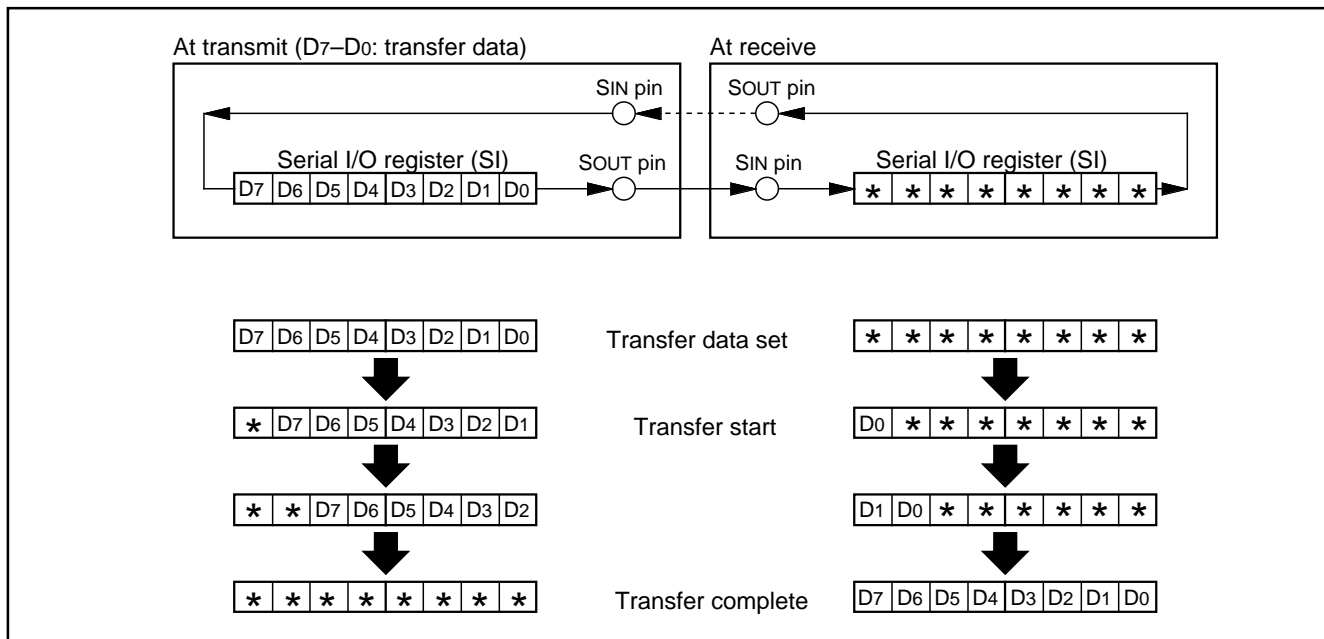 At transmit (D7–D0: transfer data)
At receive
SIN pin
SOUT pin
Serial I/O register (SI)
SOUT pin
SIN pin
Serial I/O register (SI)
D7 D6 D5 D4 D3 D2 D1 D0
* * * * * * * *
D7 D6 D5 D4 D3 D2 D1 D0
Transfer data set
* * * * * * * *
* D7 D6 D5 D4 D3 D2 D1
Transfer start
D0 * * * * * * *
* * D7 D6 D5 D4 D3 D2
D1 D0 * * * * * *
* * * * * * * *
Transfer complete
D7 D6 D5 D4 D3 D2 D1 D0